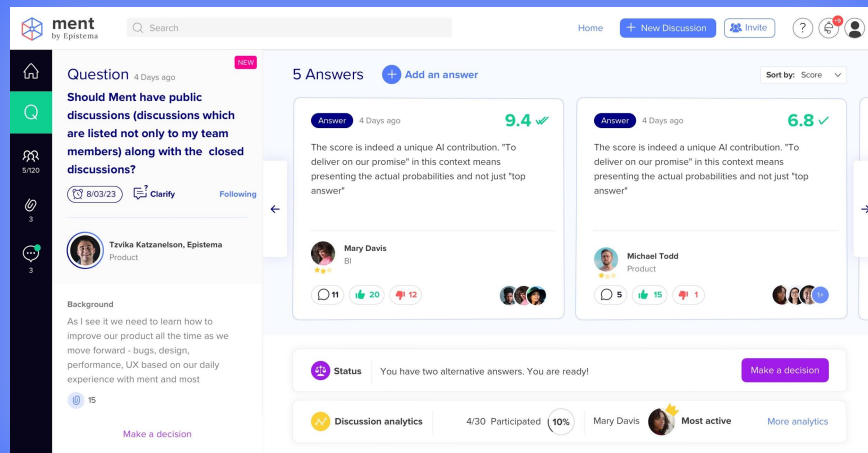 ment
by Epistema
Search
Home
+ New Discussion
Invite
?
+9
Q
5/120
3
3
Question 4 Days ago
NEW
Should Ment have public
discussions (discussions which
are listed not only to my team
members) along with the closed
discussions?
8/03/23
Clarify
Following
Tzvika Katzanelson, Epistema
Product
Background
As I see it we need to learn how to
improve our product all the time as we
move forward - bugs, design,
performance, UX based on our daily
experience with ment and most
15
Make a decision
5 Answers
+ Add an answer
Sort by: Score
Answer 4 Days ago 9.4
The score is indeed a unique AI contribution. "To
deliver on our promise" in this context means
presenting the actual probabilities and not just "top
answer"
Mary Davis
BI
11 20 12
Answer 4 Days ago 6.8
The score is indeed a unique AI contribution. "To
deliver on our promise" in this context means
presenting the actual probabilities and not just "top
answer"
Michael Todd
Product
5 15 1
1+
Status You have two alternative answers. You are ready! Make a decision
Discussion analytics 4/30 Participated 10% Mary Davis Most active More analytics